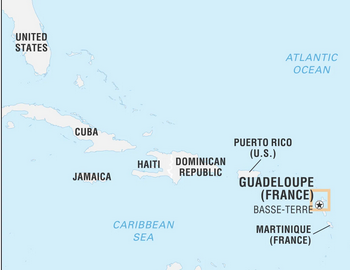 UNITED
STATES
ATLANTIC
OCEAN
CUBA
PUERTO RICO
(U.S.)
HAITI
DOMINICAN
REPUBLIC
JAMAICA
GUADELOUPE
(FRANCE)
BASSE-TERRE
CARIBBEAN
SEA
MARTINIQUE
(FRANCE)